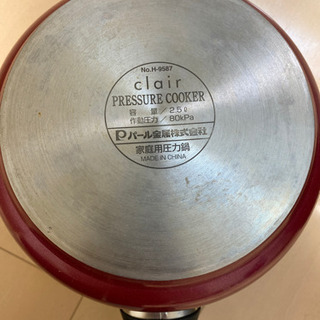 No.H-9587
clair
PRESSURE COOKER
容 量／2.5ℓ
作動圧力／80kPa
パール金属株式会社
家庭用圧力鍋
MADE IN CHINA